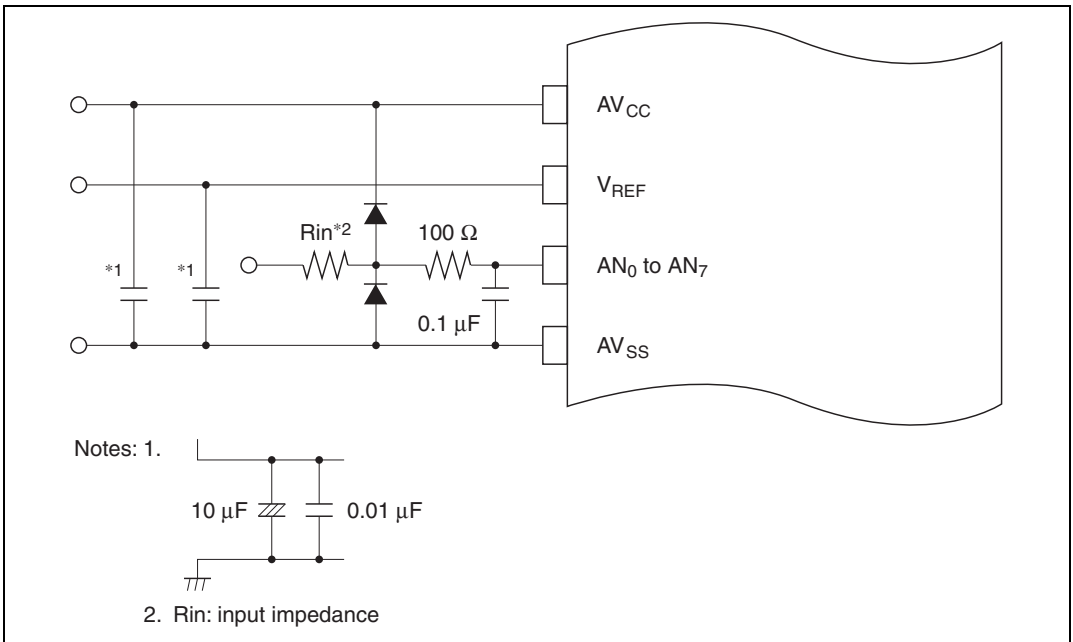 AVCC
VREF
Rin*2
100 Ω
*1
*1
AN0 to AN7
0.1 μF
AVSS
Notes: 1.
10 μF
0.01 μF
2. Rin: input impedance